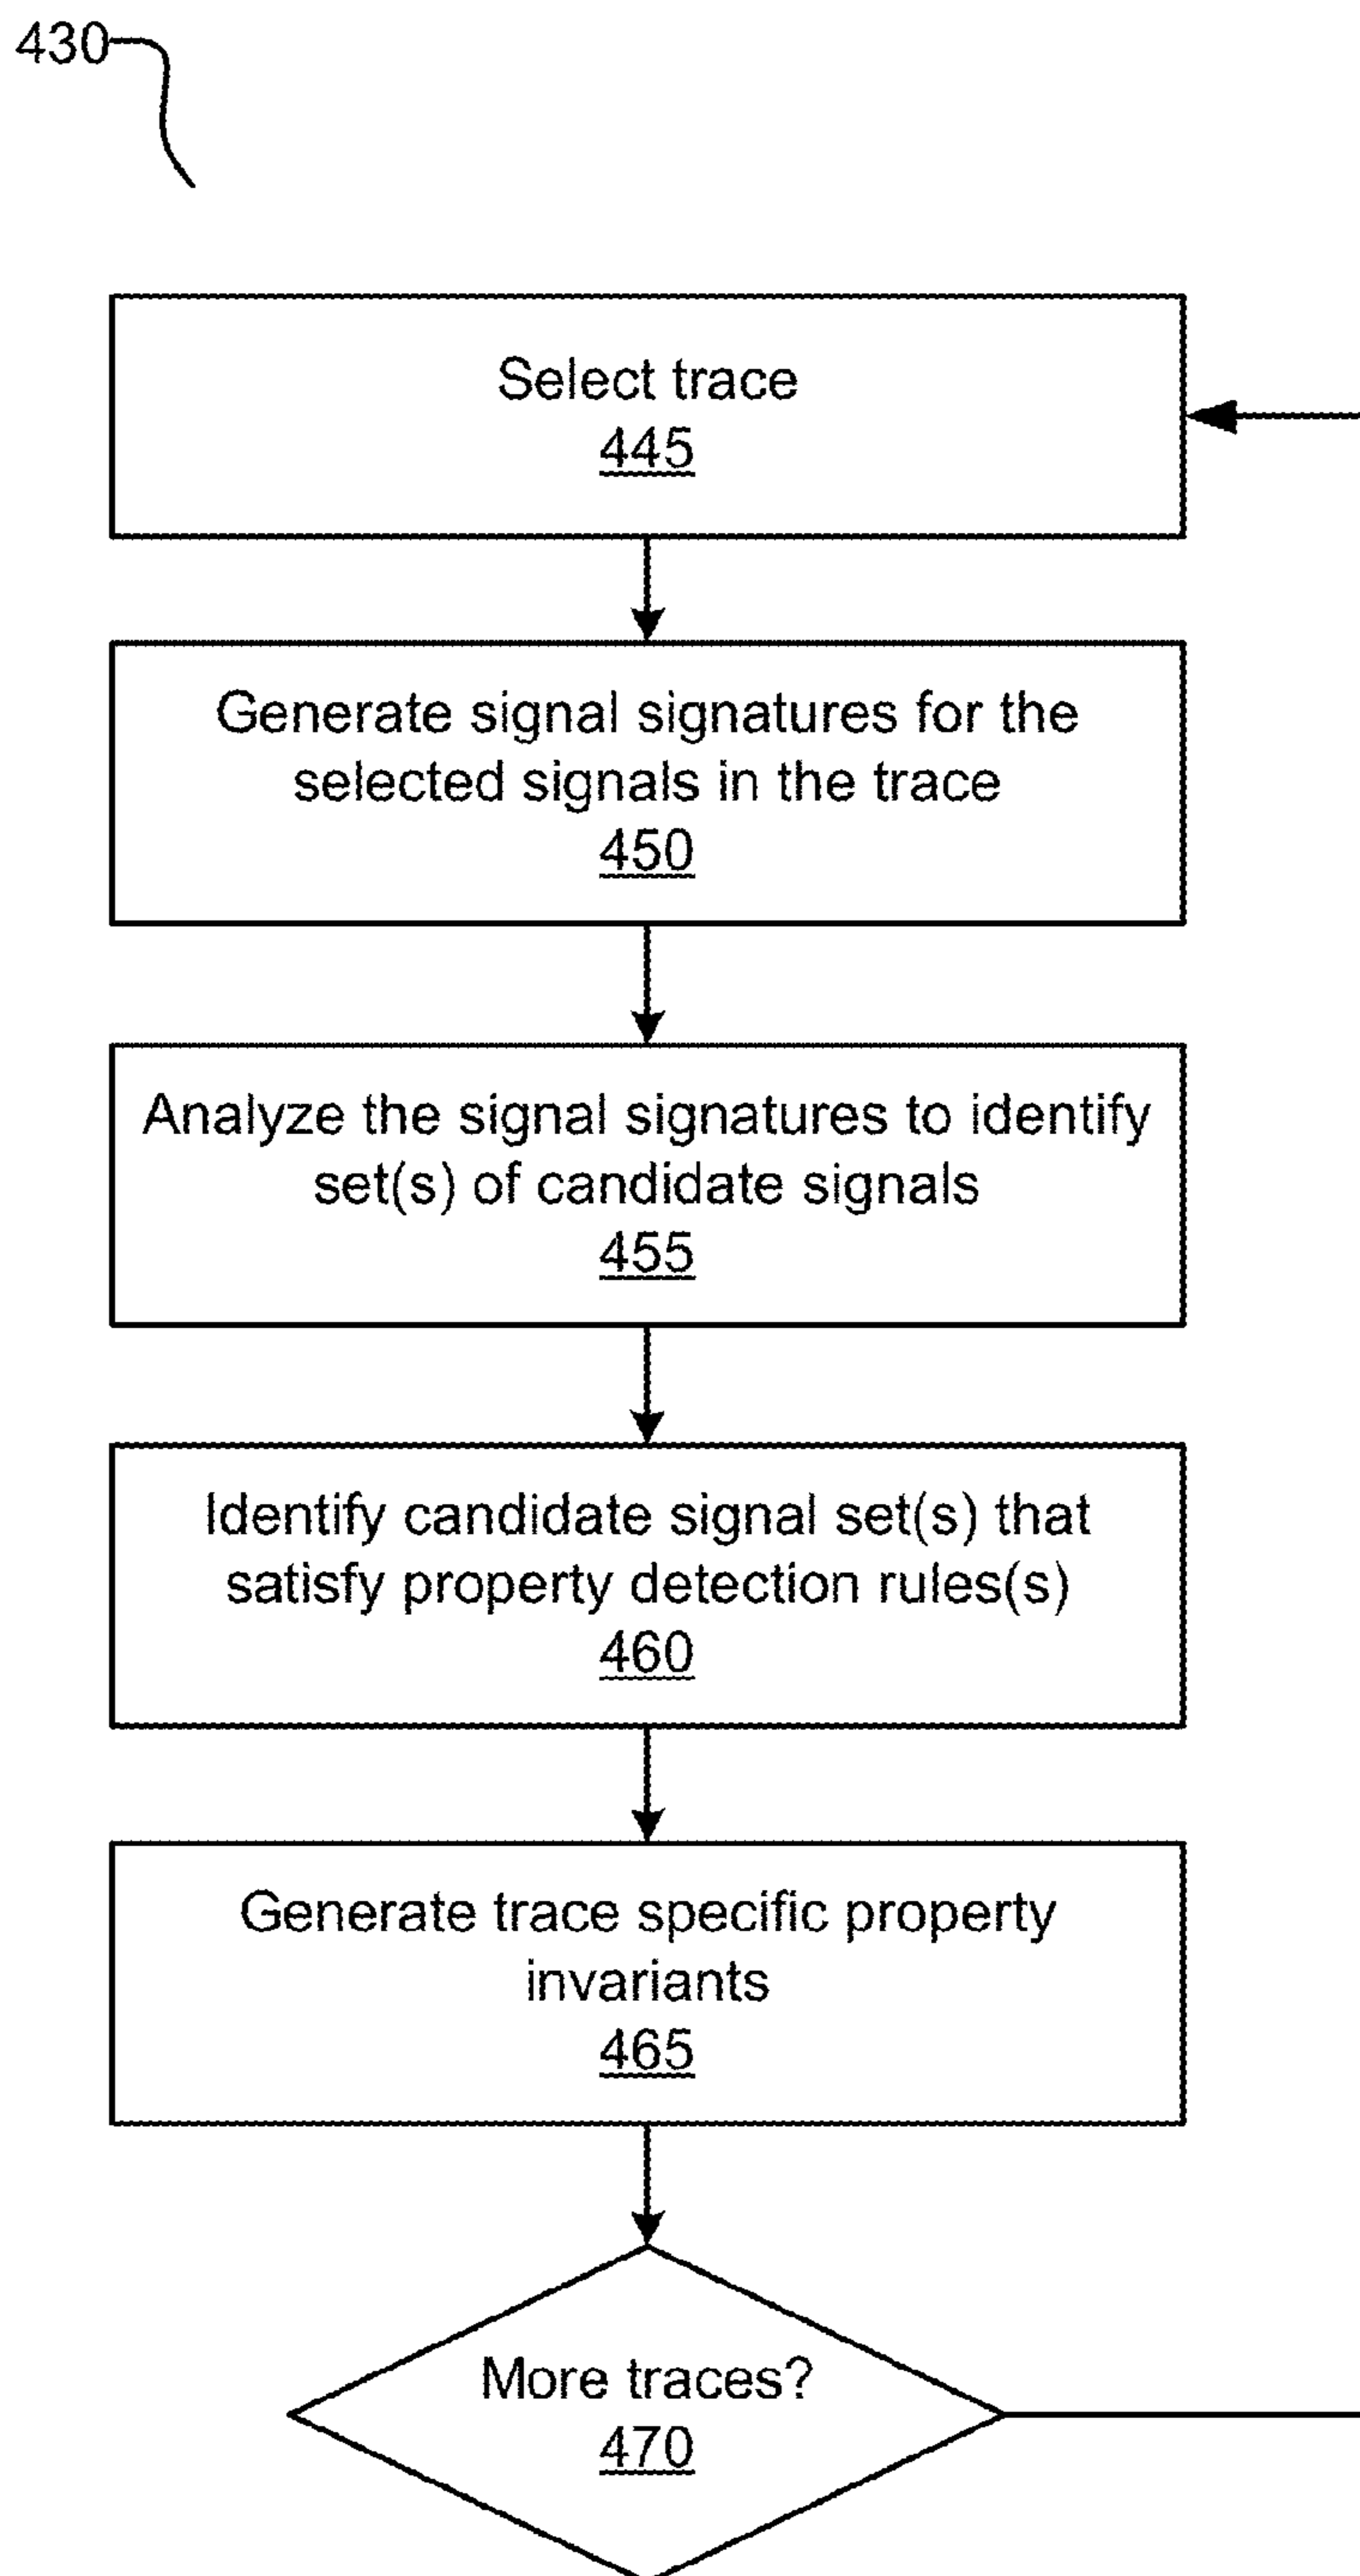 430
Select trace
445
Generate signal signatures for the
selected signals in the trace
450
Analyze the signal signatures to identify
set(s) of candidate signals
455
Identify candidate signal set(s) that
satisfy property detection rules(s)
460
Generate trace specific property
invariants
465
More traces?
470